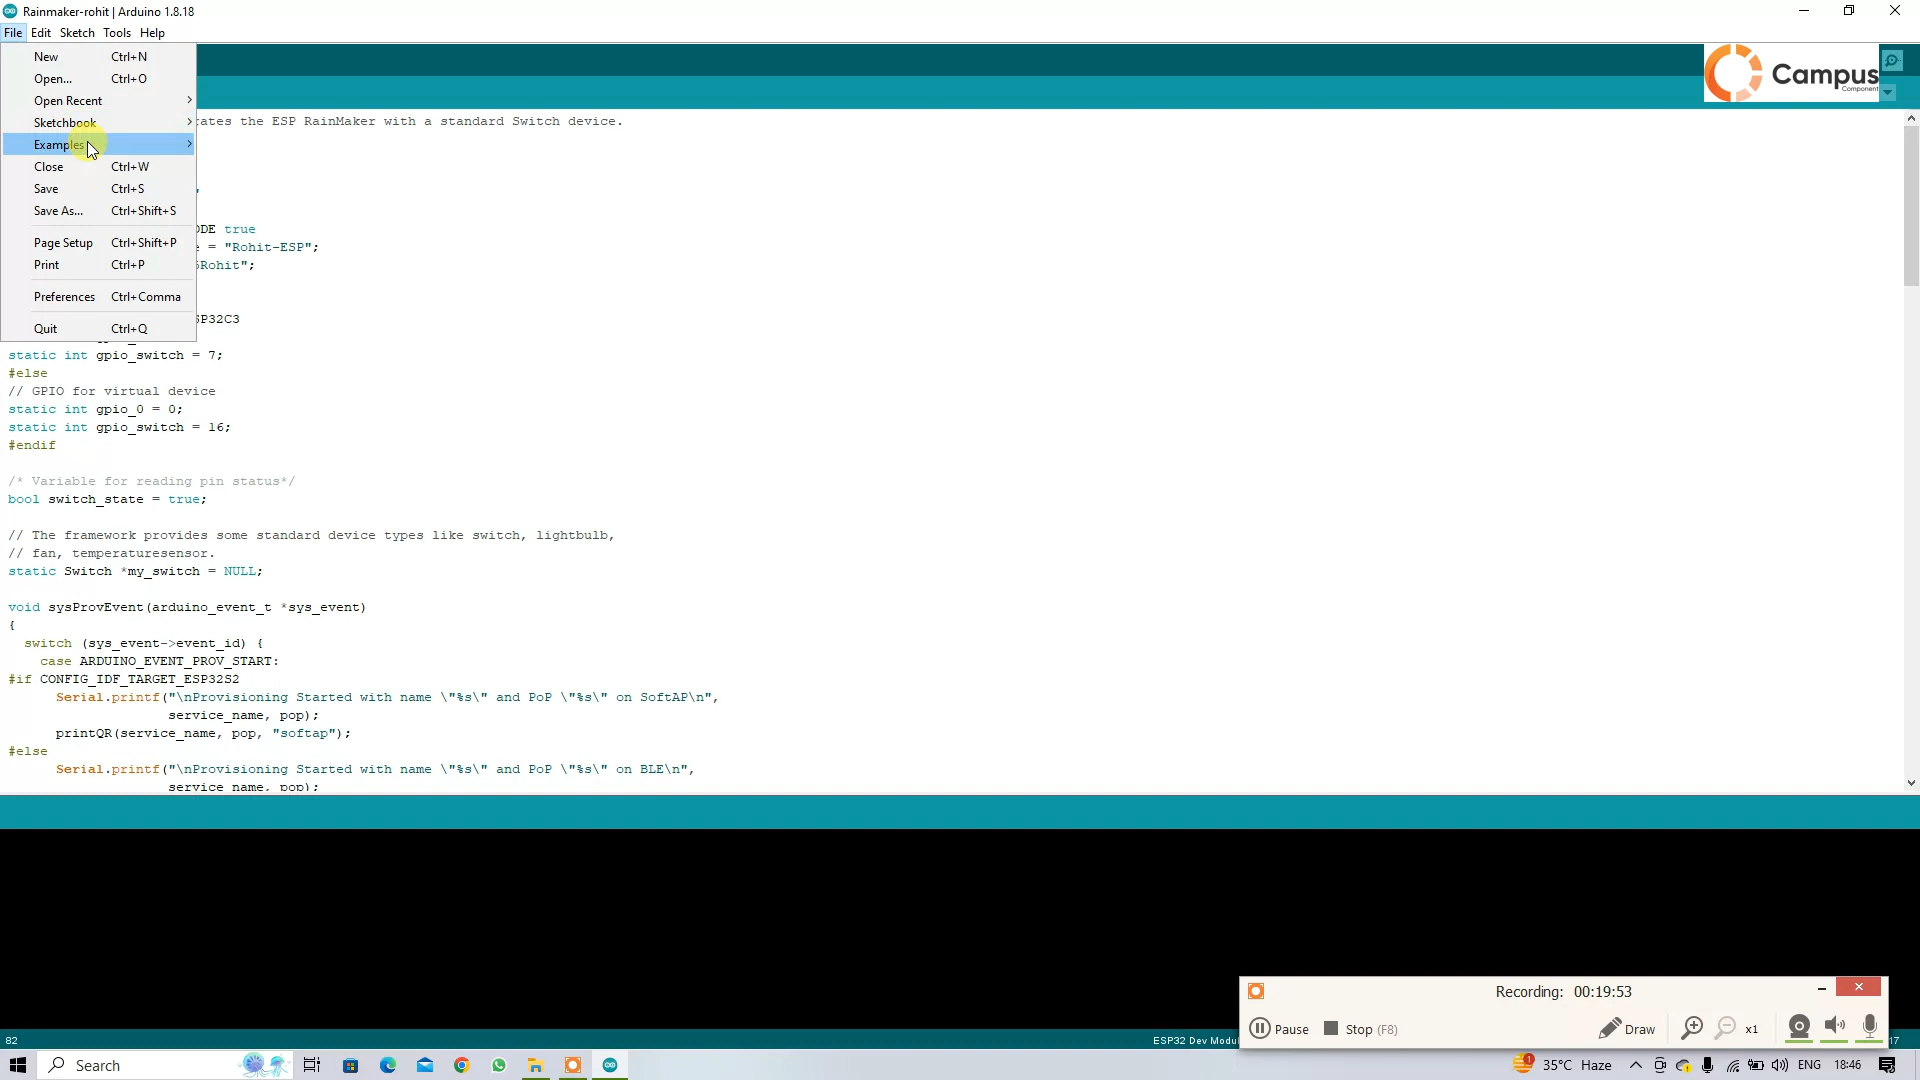 Rainmaker-rohit | Arduino 1.8.18
File Edit Sketch Tools Help
New Ctrl+N
Open... Ctrl+O
Open Recent
Sketchbook
Examples
Close Ctrl+W
Save Ctrl+S
Save As... Ctrl+Shift+S
Page Setup Ctrl+Shift+P
Print Ctrl+P
Preferences Ctrl+Comma
Quit Ctrl+Q
Campus
Component
the ESP RainMaker with a standard Switch device.
true
= "Rohit-ESP";
Rohit";
static int gpio_switch = 7;
#else
// GPIO for virtual device
static int gpio_0 = 0;
static int gpio_switch = 16;
#endif
/* Variable for reading pin status*/
bool switch_state = true;
// The framework provides some standard device types like switch, lightbulb,
// fan, temperaturesensor.
static Switch *my_switch = NULL;
void sysProvEvent(arduino_event_t *sys_event)
{
switch (sys_event->event_id) {
case ARDUINO_EVENT_PROV_START:
#if CONFIG_IDF_TARGET_ESP32S2
Serial.printf("\nProvisioning Started with name \"%s\" and PoP \"%s\" on SoftAP\n",
service_name, pop);
printQR(service_name, pop, "softap");
#else
Serial.printf("\nProvisioning Started with name \"%s\" and PoP \"%s\" on BLE\n",
service_name, pop);
Recording: 00:19:53
Pause Stop (F8) Draw x1
82
ESP32 Dev Modu
17
Search
1
35°C Haze
ENG 18:46